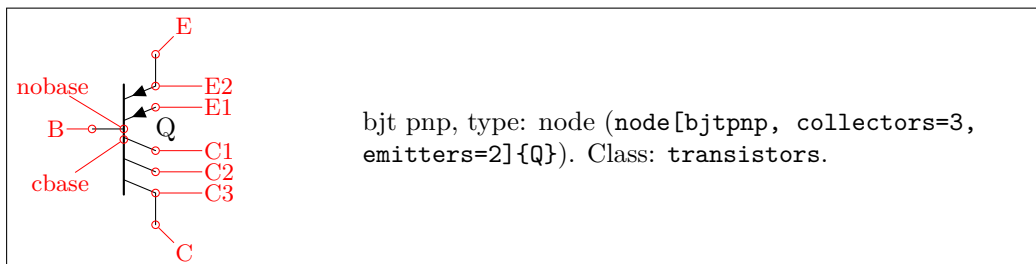 E
E2
nobase
E1
B
Q
C1
C2
cbase
C3
C
bjt pnp, type: node (node[bjtpnp, collectors=3,
emitters=2]{Q}). Class: transistors.